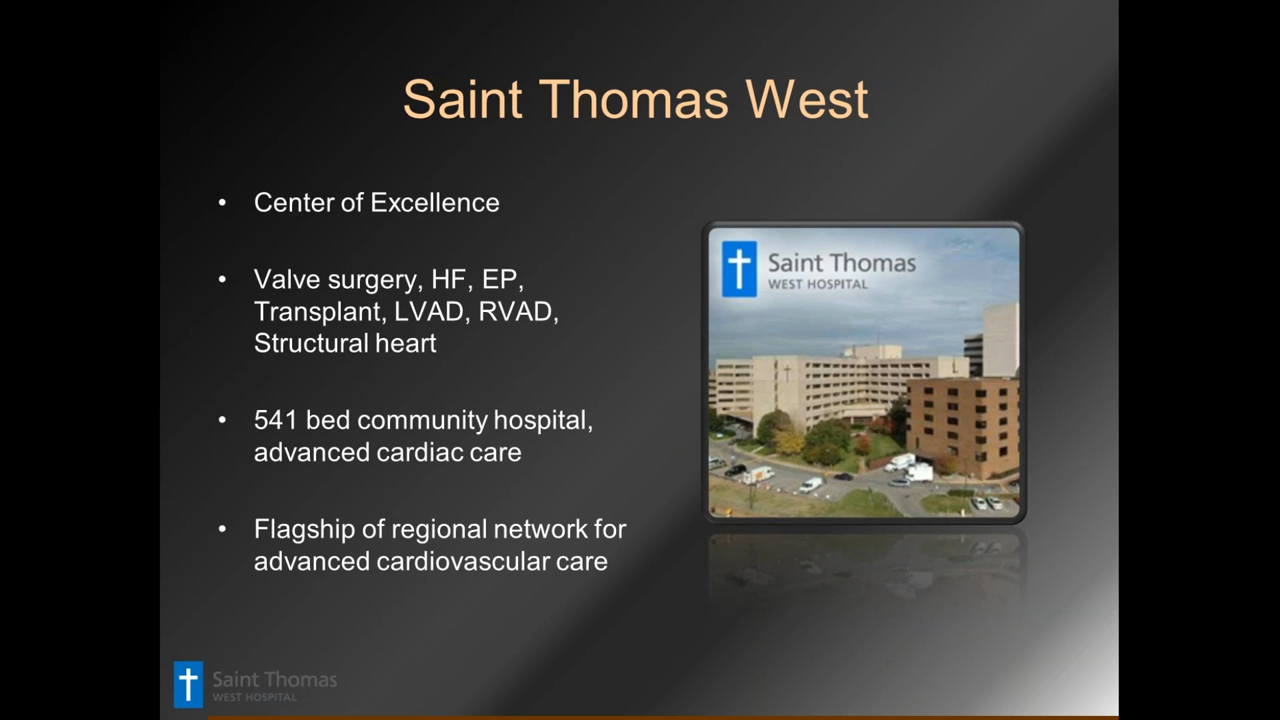 Saint Thomas West
• Center of Excellence
• Valve surgery, HF, EP,
Transplant, LVAD, RVAD,
Structural heart
• 541 bed community hospital,
advanced cardiac care
• Flagship of regional network for
advanced cardiovascular care
Saint Thomas
WEST HOSPITAL
Saint Thomas
WEST HOSPITAL